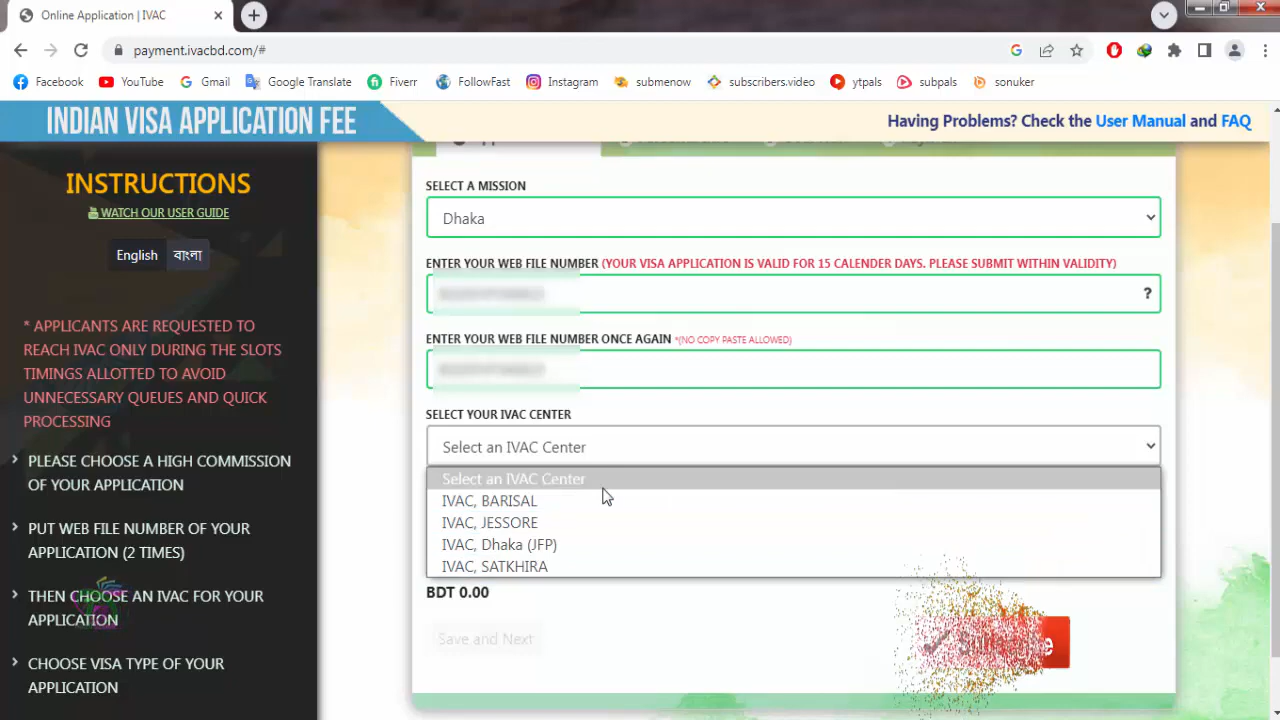 Online Application | IVAC
payment.ivacbd.com/#
Facebook YouTube Gmail Google Translate Fiverr FollowFast Instagram submenow subscribers.video ytpals subpals sonuker
INDIAN VISA APPLICATION FEE
Having Problems? Check the User Manual and FAQ
INSTRUCTIONS
WATCH OUR USER GUIDE
English বাংলা
* APPLICANTS ARE REQUESTED TO
REACH IVAC ONLY DURING THE SLOTS
TIMINGS ALLOTTED TO AVOID
UNNECESSARY QUEUES AND QUICK
PROCESSING
PLEASE CHOOSE A HIGH COMMISSION
OF YOUR APPLICATION
PUT WEB FILE NUMBER OF YOUR
APPLICATION (2 TIMES)
THEN CHOOSE AN IVAC FOR YOUR
APPLICATION
CHOOSE VISA TYPE OF YOUR
APPLICATION
SELECT A MISSION
Dhaka
ENTER YOUR WEB FILE NUMBER (YOUR VISA APPLICATION IS VALID FOR 15 CALENDER DAYS. PLEASE SUBMIT WITHIN VALIDITY)
?
ENTER YOUR WEB FILE NUMBER ONCE AGAIN *(NO COPY PASTE ALLOWED)
SELECT YOUR IVAC CENTER
Select an IVAC Center
Select an IVAC Center
IVAC, BARISAL
IVAC, JESSORE
IVAC, Dhaka (JFP)
IVAC, SATKHIRA
BDT 0.00
Save and Next